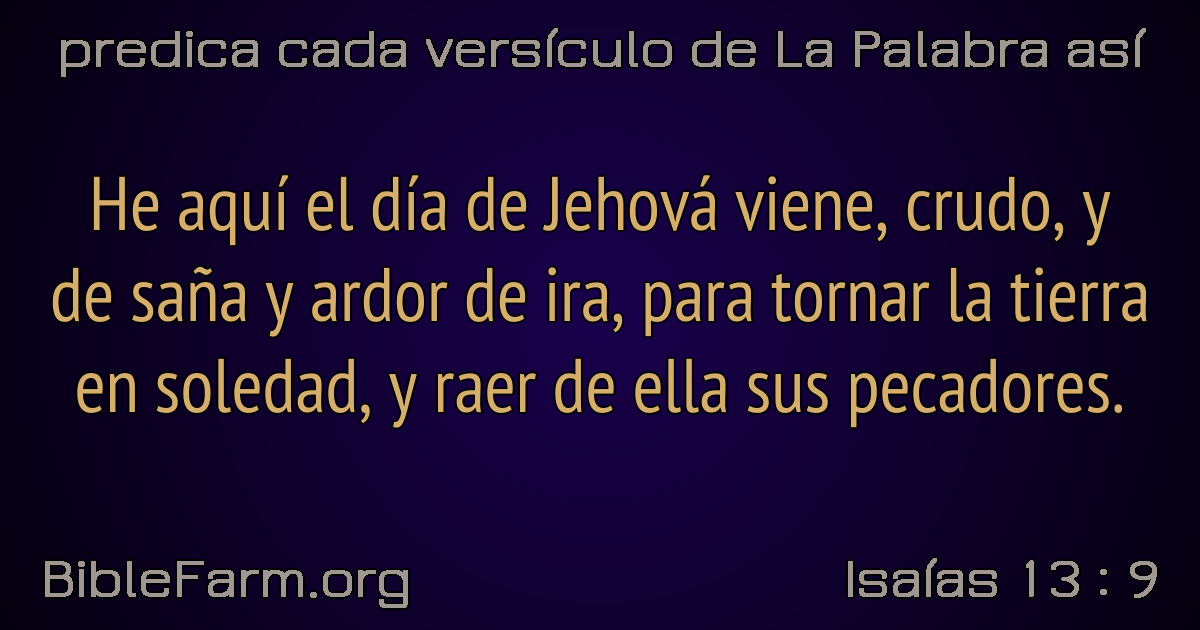 predica cada versículo de La Palabra así
He aquí el día de Jehová viene, crudo, y
de saña y ardor de ira, para tornar la tierra
en soledad, y raer de ella sus pecadores.
BibleFarm.org
Isaías 13 : 9